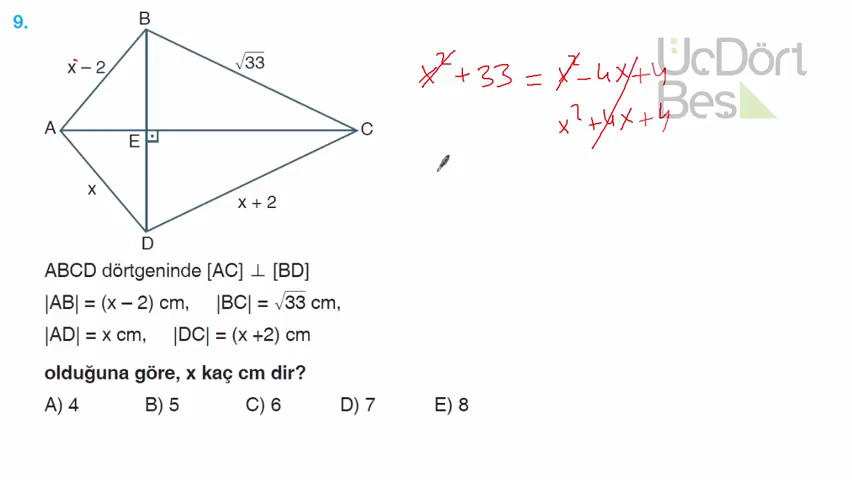 9.
B
x – 2
√33
A
E
C
x
x + 2
D
x² + 33 = x² – 4x + 4
x² + 4x + 4
ÜçDört
Beş
ABCD dörtgeninde [AC] ⊥ [BD]
|AB| = (x – 2) cm, |BC| = √33 cm,
|AD| = x cm, |DC| = (x +2) cm
olduğuna göre, x kaç cm dir?
A) 4 B) 5 C) 6 D) 7 E) 8